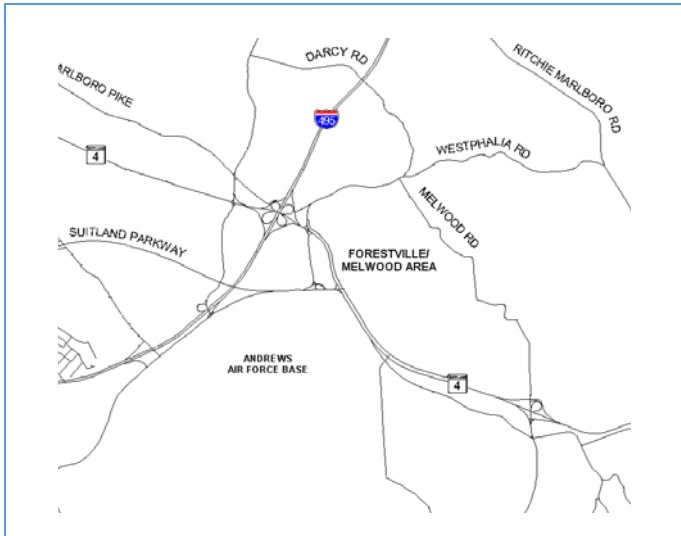 DARCY RD
RITCHIE MARLBORO RD
ARLBORO PIKE
495
4
WESTPHALIA RD
MELWOOD RD
SUITLAND PARKWAY
FORESTVILLE/
MELWOOD AREA
ANDREWS
AIR FORCE BASE
4